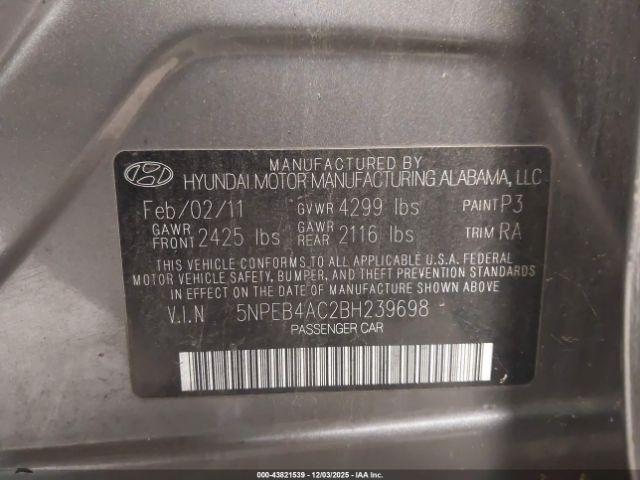 MANUFACTURED BY
HYUNDAI MOTOR MANUFACTURING ALABAMA, LLC
Feb/02/11 GVWR 4299 lbs PAINT P3
GAWR FRONT 2425 lbs GAWR REAR 2116 lbs TRIM RA
THIS VEHICLE CONFORMS TO ALL APPLICABLE U.S.A. FEDERAL
MOTOR VEHICLE SAFETY, BUMPER, AND THEFT PREVENTION
STANDARDS IN EFFECT ON THE
DATE OF MANUFACTURE SHOWN ABOVE
V.I.N 5NPEB4AC2BH239698
PASSENGER CAR
000-43821539 - 12/03/2025 - IAA Inc.